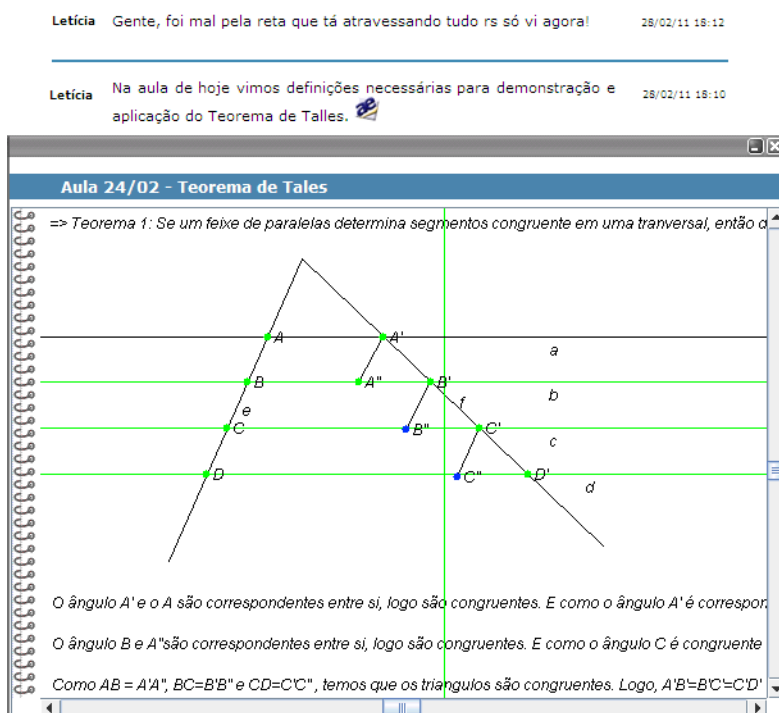 Letícia Gente, foi mal pela reta que tá atravessando tudo rs só vi agora! 28/02/11 18:12
Letícia Na aula de hoje vimos definições necessárias para demonstração e 28/02/11 18:10
aplicação do Teorema de Talles.
Aula 24/02 - Teorema de Tales
=> Teorema 1: Se um feixe de paralelas determina segmentos congruente em uma tranversal, então
A A'
a
B A" B' b
e f
C B" C'
c
D C" D'
d
O ângulo A' e o A são correspondentes entre si, logo são congruentes. E como o ângulo A' é correspon
O ângulo B e A"são correspondentes entre si, logo são congruentes. E como o ângulo C é congruente
Como AB = A'A", BC=B'B" e CD=C'C", temos que os triangulos são congruentes. Logo, A'B'=B'C'=C'D'